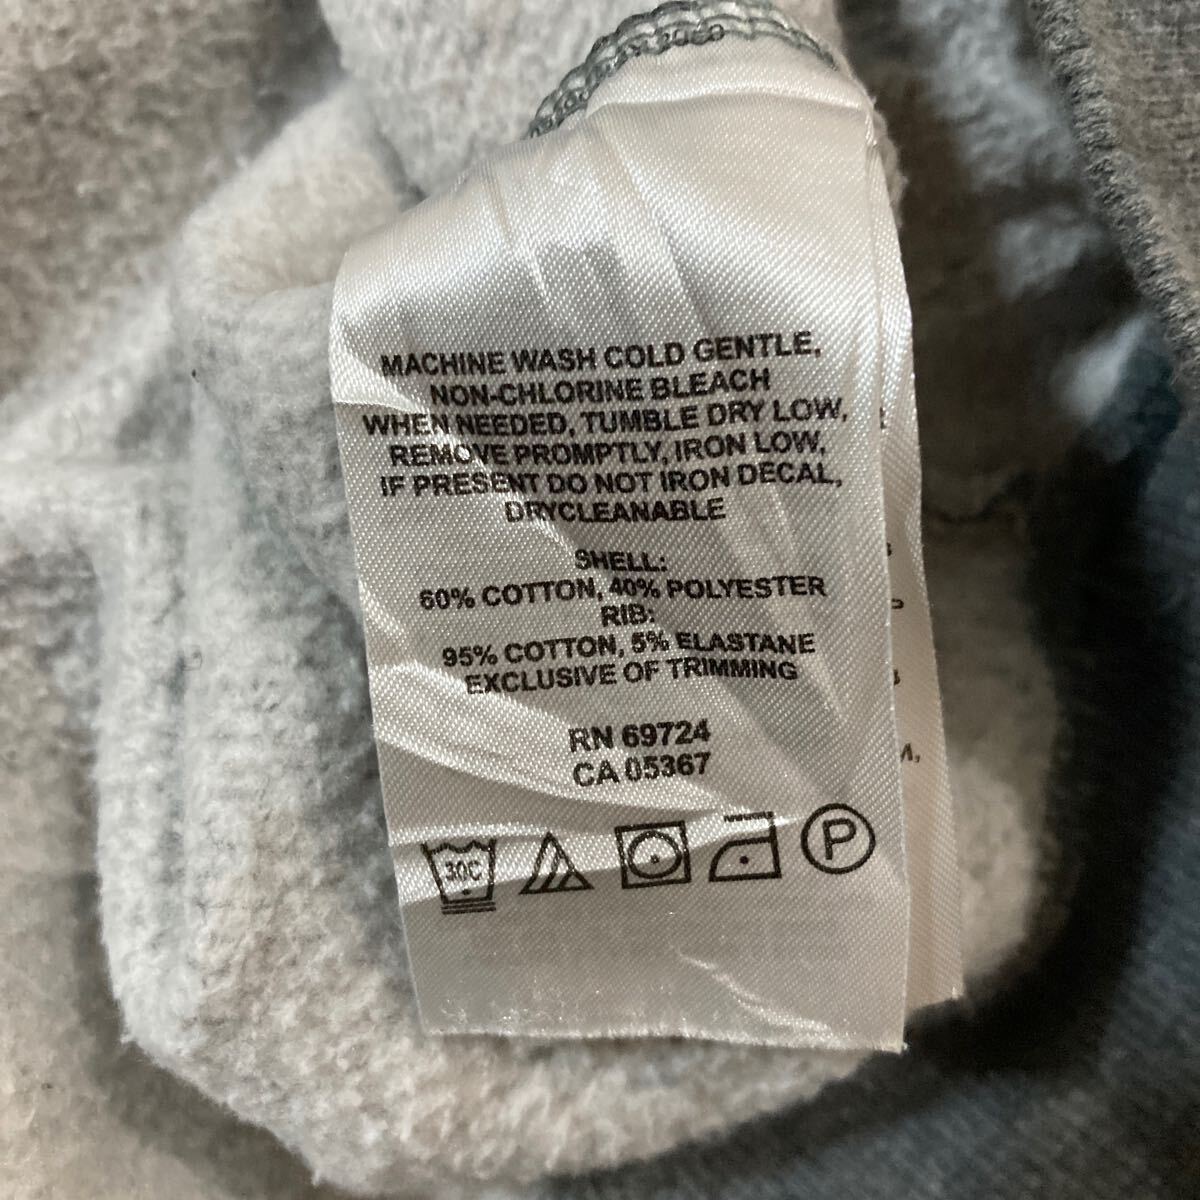 MACHINE WASH COLD GENTLE,
NON-CHLORINE BLEACH
WHEN NEEDED, TUMBLE DRY LOW,
REMOVE PROMPTLY, IRON LOW,
IF PRESENT DO NOT IRON DECAL,
DRYCLEANABLE
SHELL:
60% COTTON, 40% POLYESTER
RIB:
95% COTTON, 5% ELASTANE
EXCLUSIVE OF TRIMMING
RN 69724
CA 05367
30C
P